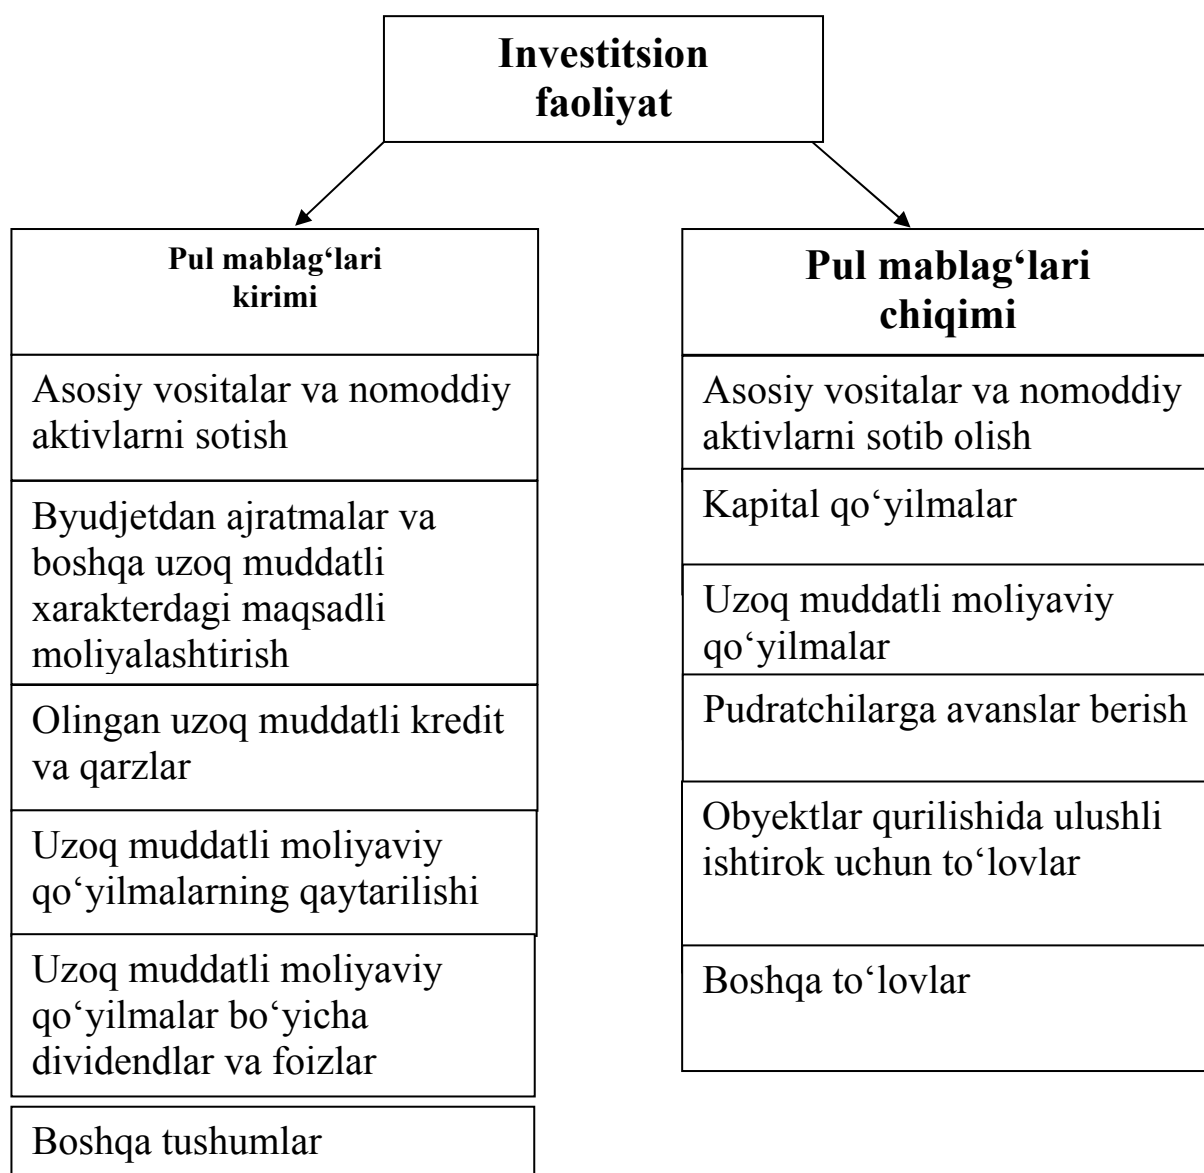 Investitsion
faoliyat
Pul mablag‘lari
kirimi
Asosiy vositalar va nomoddiy
aktivlarni sotish
Byudjetdan ajratmalar va
boshqa uzoq muddatli
xarakterdagi maqsadli
moliyalashtirish
Olingan uzoq muddatli kredit
va qarzlar
Uzoq muddatli moliyaviy
qo‘yilmalarning qaytarilishi
Uzoq muddatli moliyaviy
qo‘yilmalar bo‘yicha
dividendlar va foizlar
Boshqa tushumlar
Pul mablag‘lari
chiqimi
Asosiy vositalar va nomoddiy
aktivlarni sotib olish
Kapital qo‘yilmalar
Uzoq muddatli moliyaviy
qo‘yilmalar
Pudratchilarga avanslar berish
Obyektlar qurilishida ulushli
ishtirok uchun to‘lovlar
Boshqa to‘lovlar